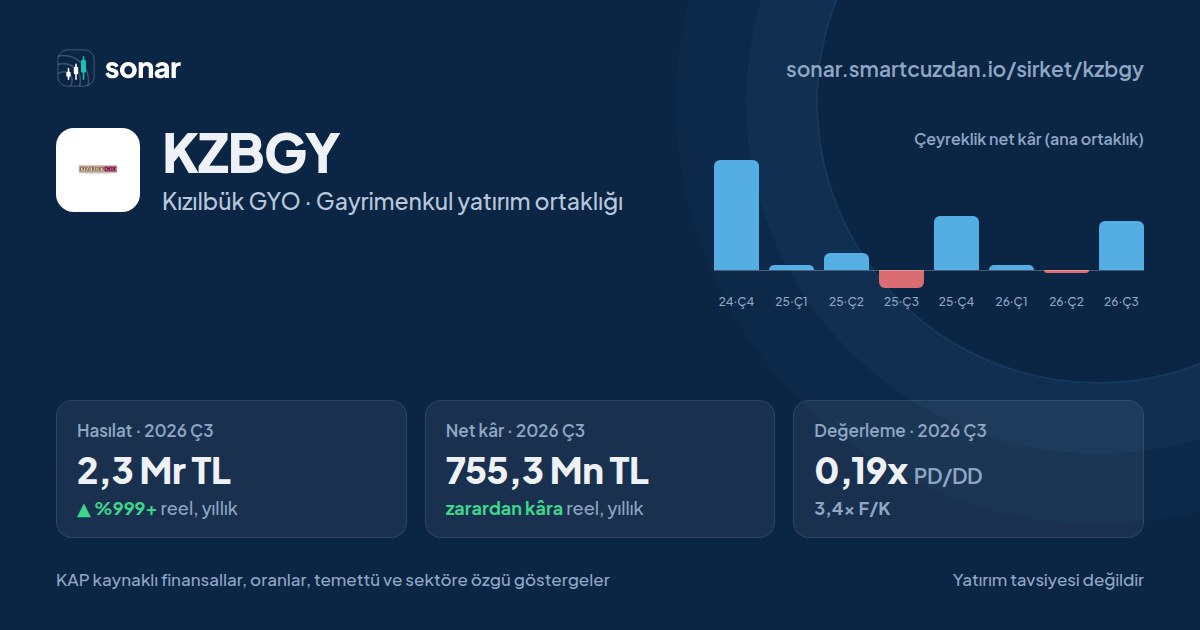 sonar
sonar.smartcuzdan.io/sirket/kzbgy
KZBGY
Kızılbük GYO · Gayrimenkul yatırım ortaklığı
Çeyreklik net kâr (ana ortaklık)
24-Ç4 25-Ç1 25-Ç2 25-Ç3 25-Ç4 26-Ç1 26-Ç2 26-Ç3
Hasılat · 2026 Ç3
2,3 Mr TL
▲ %999+ reel, yıllık
Net kâr · 2026 Ç3
755,3 Mn TL
zarardan kâra reel, yıllık
Değerleme · 2026 Ç3
0,19x PD/DD
3,4× F/K
KAP kaynaklı finansallar, oranlar, temettü ve sektöre özgü göstergeler
Yatırım tavsiyesi değildir